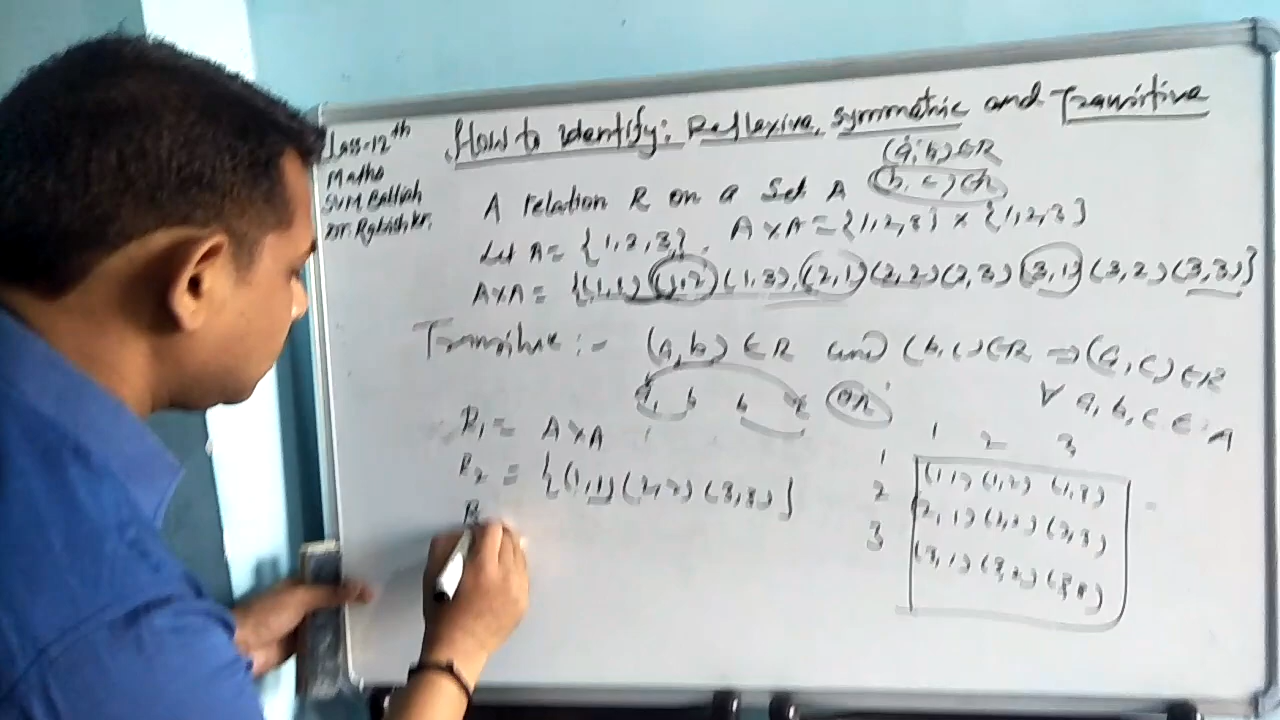 Class-12th
Maths
SVM
How to identify: Reflexive, symmetric and Transitive
(a,b)∈R
(b,c)∈R
A relation R on a Set A
Let A = {1,2,3}, A×A = {1,2,3} × {1,2,3}
A×A = {(1,1) (1,2) (1,3), (2,1) (2,2) (2,3) (3,1) (3,2) (3,3)}
Transitive :- (a,b) ∈R and (b,c)∈R ⇒ (a,c)∈R
∀ a,b,c ∈ A
a, b b c
R₁ = A×A
R₂ = {(1,1) (2,2) (3,3)}
R
1 2 3
1 (1,1) (1,2) (1,3)
2 (2,1) (2,2) (2,3)
3 (3,1) (3,2) (3,3)